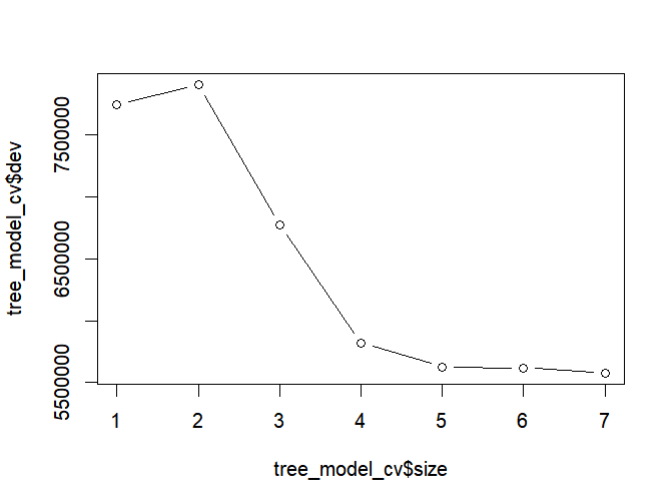 tree_model_cv$dev
7500000
6500000
5500000
1 2 3 4 5 6 7
tree_model_cv$size